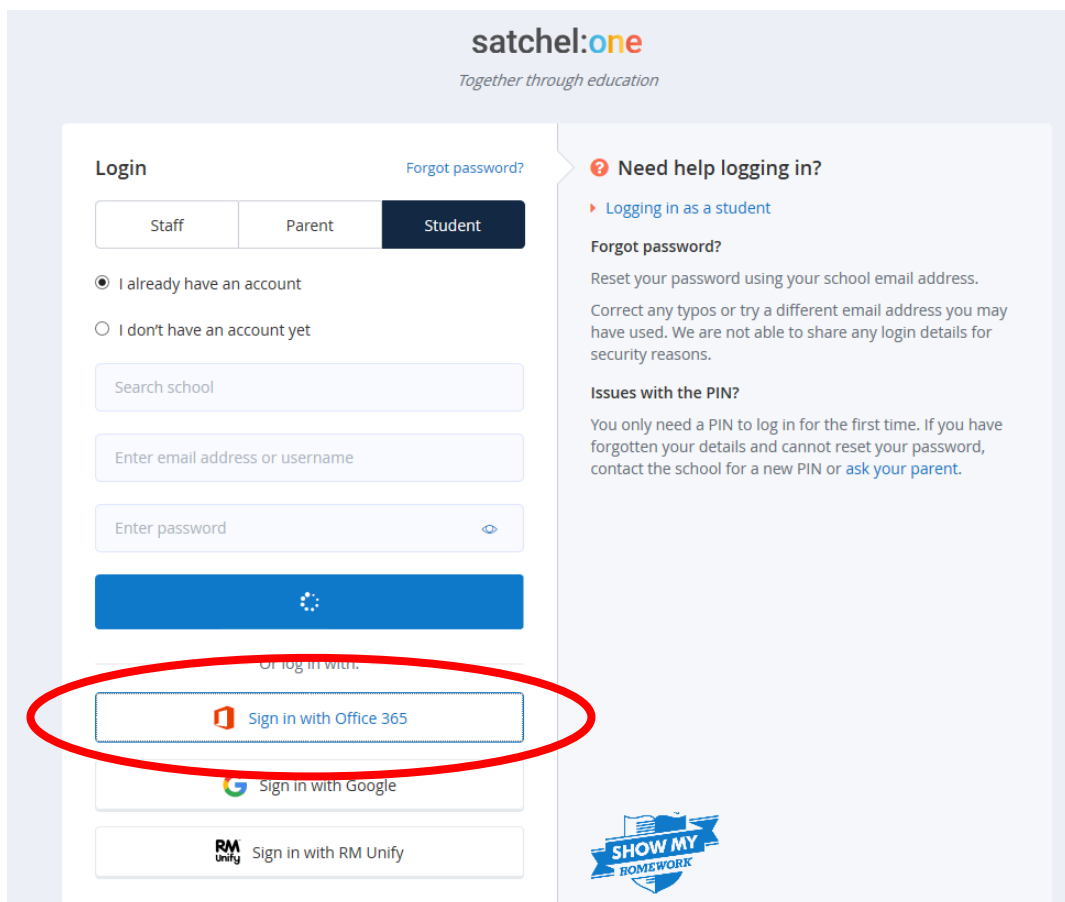 satchel:one
Together through education
Login
Forgot password?
Staff
Parent
Student
I already have an account
I don't have an account yet
Search school
Enter email address or username
Enter password
Or log in with:
Sign in with Office 365
Sign in with Google
RM Unify
Sign in with RM Unify
Need help logging in?
Logging in as a student
Forgot password?
Reset your password using your school email address.
Correct any typos or try a different email address you may
have used. We are not able to share any login details for
security reasons.
Issues with the PIN?
You only need a PIN to log in for the first time. If you have
forgotten your details and cannot reset your password,
contact the school for a new PIN or ask your parent.
SHOW MY
HOMEWORK